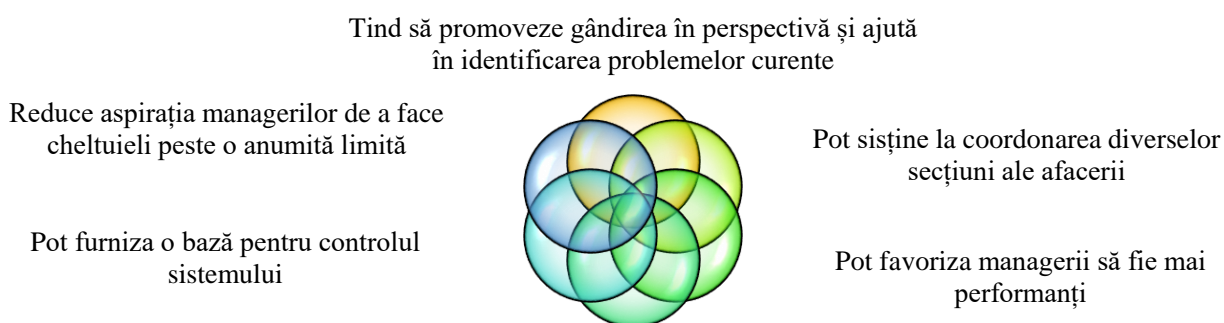 Tind să promoveze gândirea în perspectivă și ajută
în identificarea problemelor curente
Reduce aspirația managerilor de a face
cheltuieli peste o anumită limită
Pot sisține la coordonarea diverselor
secțiuni ale afacerii
Pot furniza o bază pentru controlul
sistemului
Pot favoriza managerii să fie mai
performanți